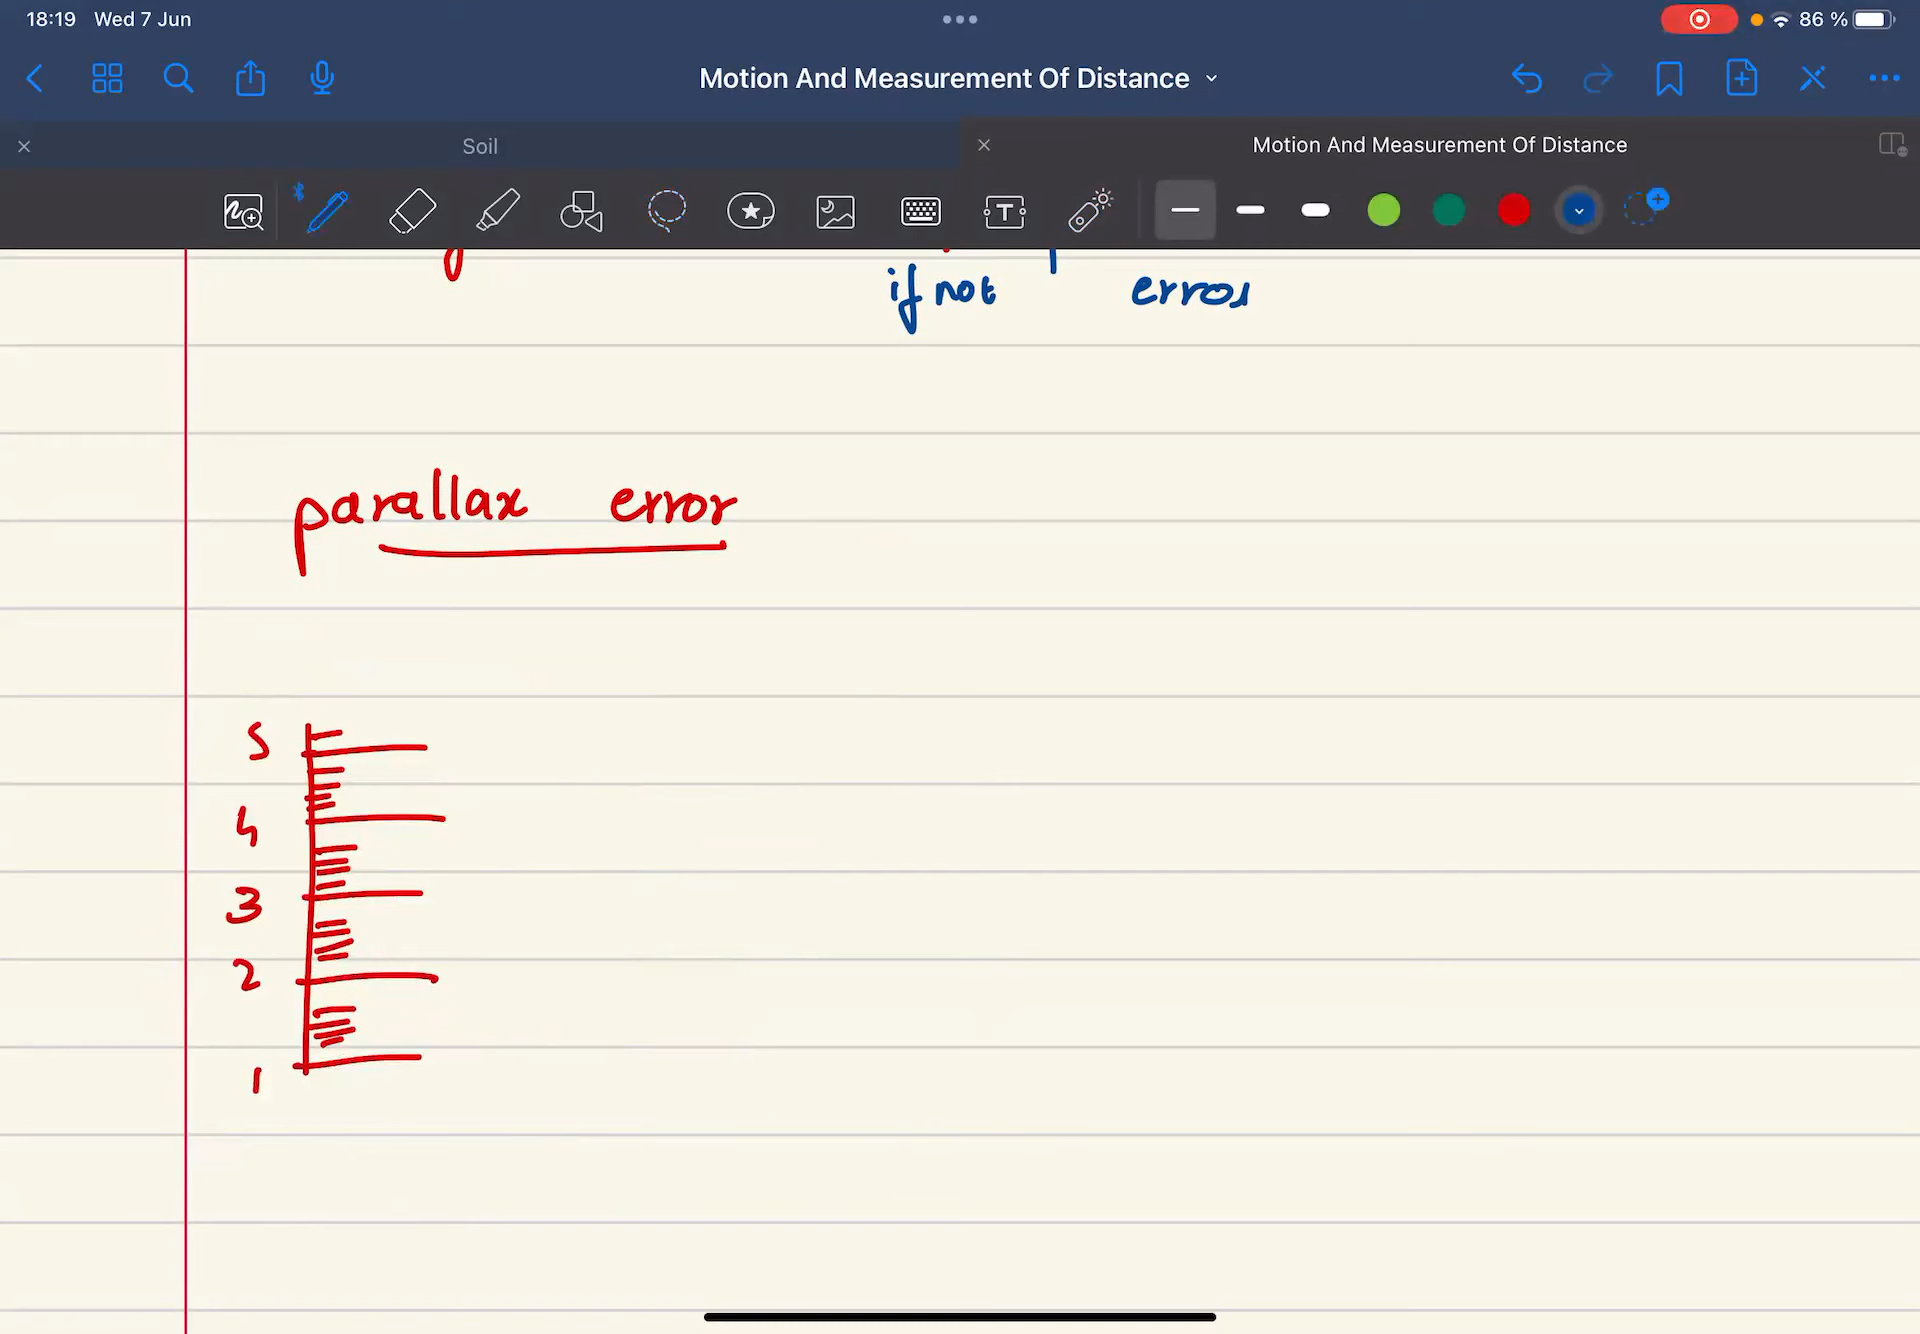 18:19 Wed 7 Jun
86 %
Motion And Measurement Of Distance
Soil
Motion And Measurement Of Distance
T
if not error
parallax error
5
4
3
2
1